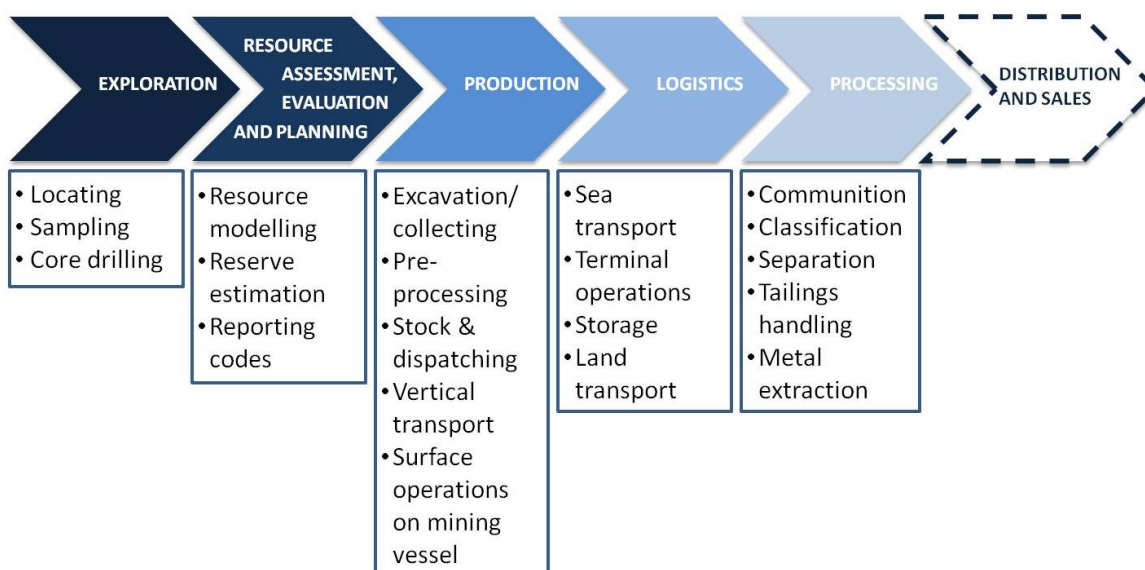 EXPLORATION
RESOURCE
ASSESSMENT,
EVALUATION
AND PLANNING
PRODUCTION
LOGISTICS
PROCESSING
DISTRIBUTION
AND SALES
• Locating
• Sampling
• Core drilling
• Resource
modelling
• Reserve
estimation
• Reporting
codes
• Excavation/
collecting
• Pre-
processing
• Stock &
dispatching
• Vertical
transport
• Surface
operations
on mining
vessel
• Sea
transport
• Terminal
operations
• Storage
• Land
transport
• Communition
• Classification
• Separation
• Tailings
handling
• Metal
extraction